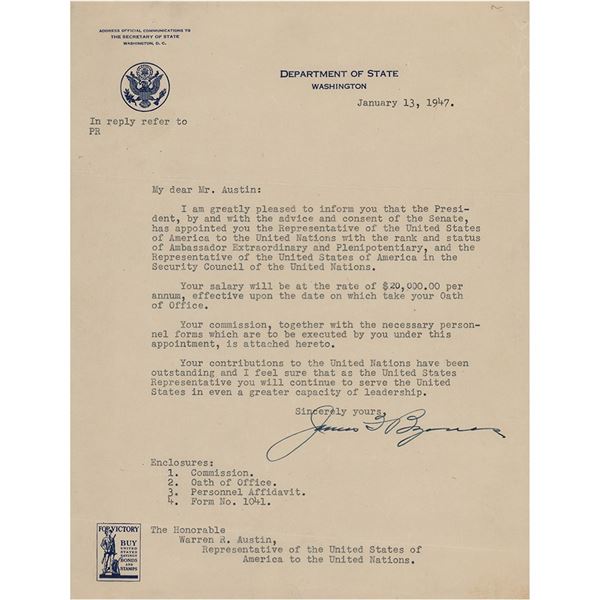 ADDRESS OFFICIAL COMMUNICATIONS TO
THE SECRETARY OF STATE
WASHINGTON, D. C.
DEPARTMENT OF STATE
WASHINGTON
January 13, 1947.
In reply refer to
PR
My dear Mr. Austin:
I am greatly pleased to inform you that the Presi-
dent, by and with the advice and consent of the Senate,
has appointed you the Representative of the United States
of America to the United Nations with the rank and status
of Ambassador Extraordinary and Plenipotentiary, and the
Representative of the United States of America in the
Security Council of the United Nations.
Your salary will be at the rate of $20,000.00 per
annum, effective upon the date on which take your Oath
of Office.
Your commission, together with the necessary person-
nel forms which are to be executed by you under this
appointment, is attached hereto.
Your contributions to the United Nations have been
outstanding and I feel sure that as the United States
Representative you will continue to serve the United
States in even a greater capacity of leadership.
Sincerely yours,
James F. Byrnes
Enclosures:
1. Commission.
2. Oath of Office.
3. Personnel Affidavit.
4. Form No. 1041.
The Honorable
Warren R. Austin,
Representative of the United States of
America to the United Nations.
FOR VICTORY
BUY
UNITED
STATES
SAVINGS
BONDS
AND
STAMPS